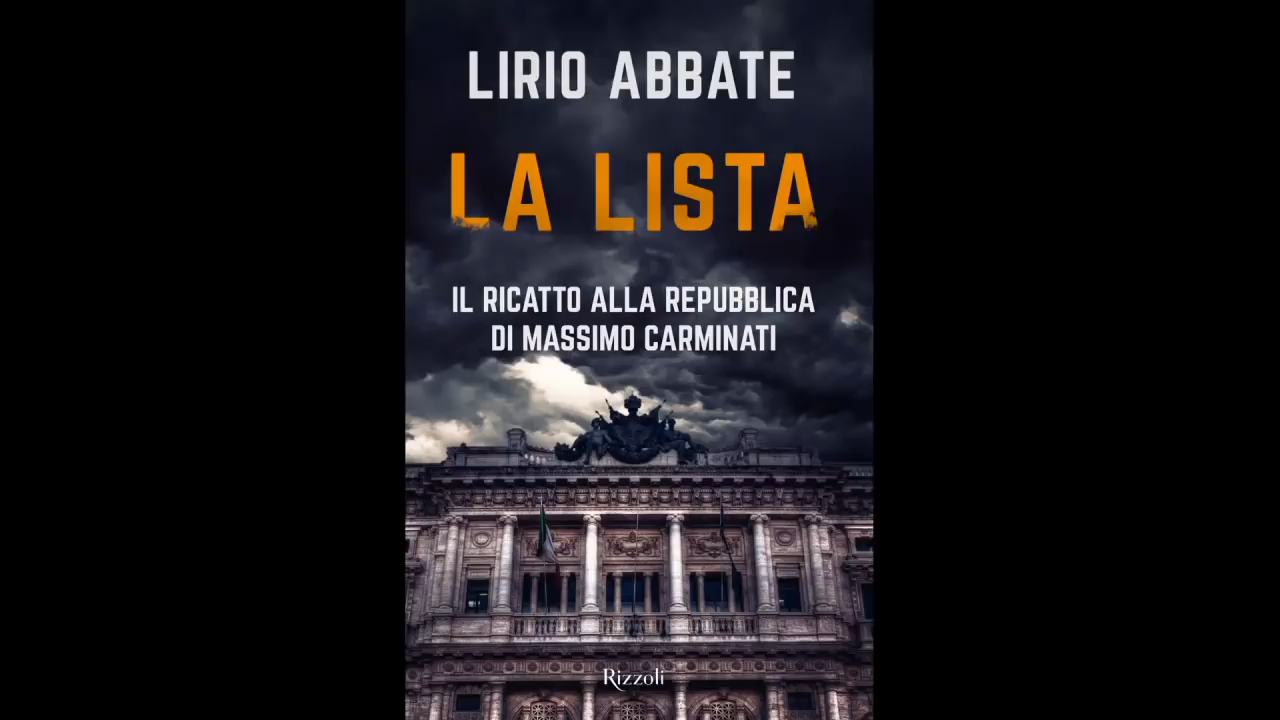 LIRIO ABBATE
LA LISTA
IL RICATTO ALLA REPUBBLICA
DI MASSIMO CARMINATI
Rizzoli